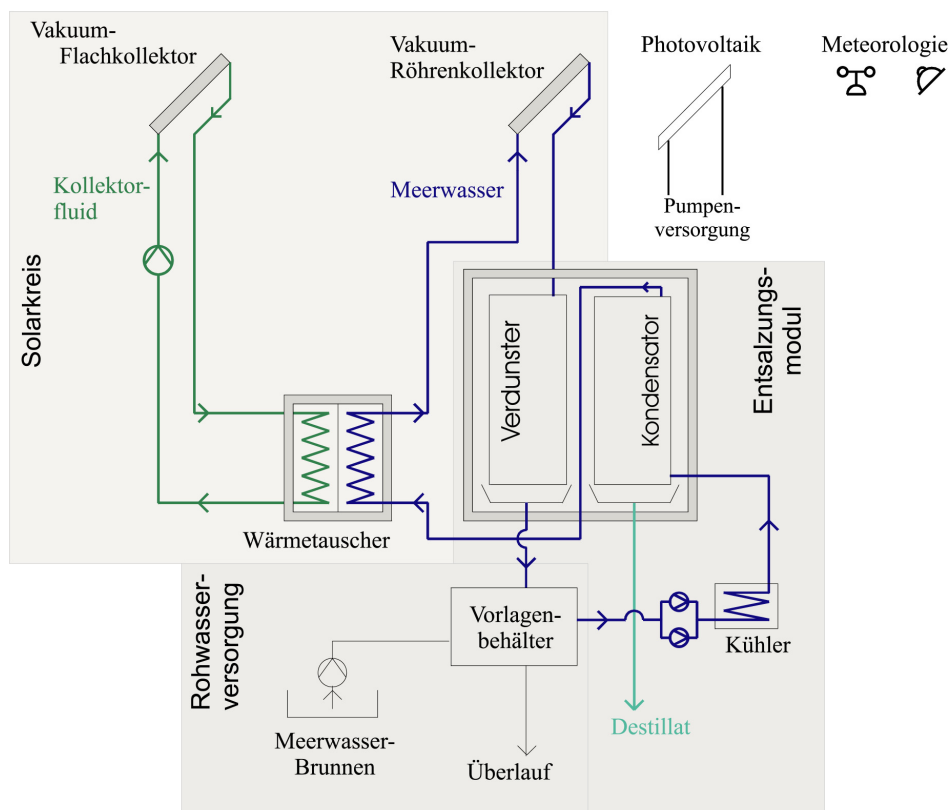 Vakuum-
Flachkollektor
Vakuum-
Röhrenkollektor
Photovoltaik
Meteorologie
Kollektor-
fluid
Meerwasser
Pumpen-
versorgung
Solarkreis
Verdunster
Kondensator
Entsalzungs-
modul
Wärmetauscher
Rohwasser-
versorgung
Vorlagen-
behälter
Kühler
Meerwasser-
Brunnen
Überlauf
Destillat